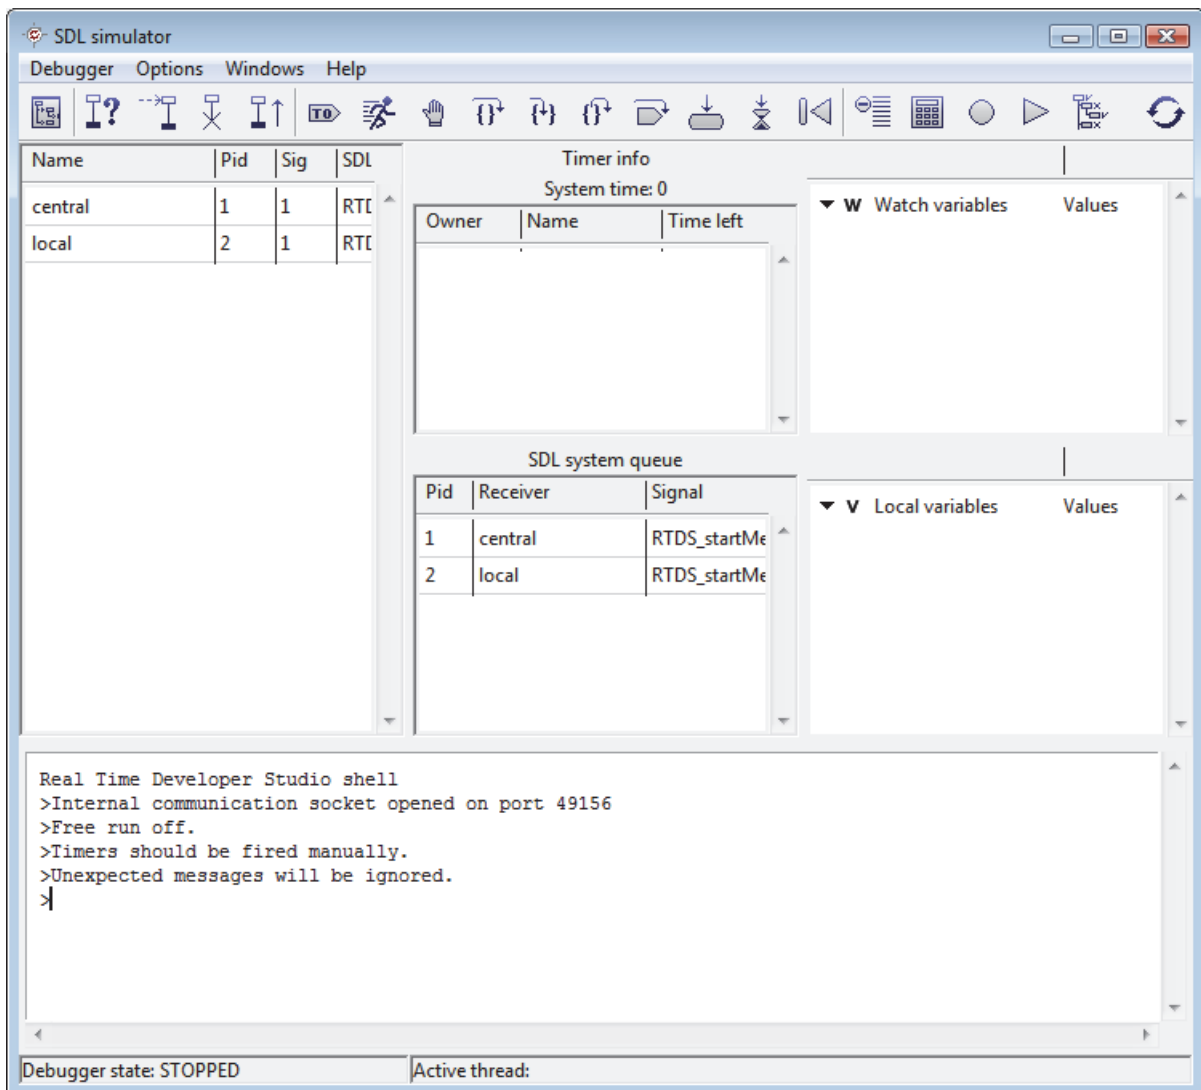 SDL simulator
Debugger Options Windows Help
I? TO
Name Pid Sig SDL
central 1 1 RTD
local 2 1 RTD
Timer info
System time: 0
Owner Name Time left
W Watch variables Values
SDL system queue
Pid Receiver Signal
1 central RTDS_startMe
2 local RTDS_startMe
V Local variables Values
Real Time Developer Studio shell
>Internal communication socket opened on port 49156
>Free run off.
>Timers should be fired manually.
>Unexpected messages will be ignored.
>
Debugger state: STOPPED
Active thread: